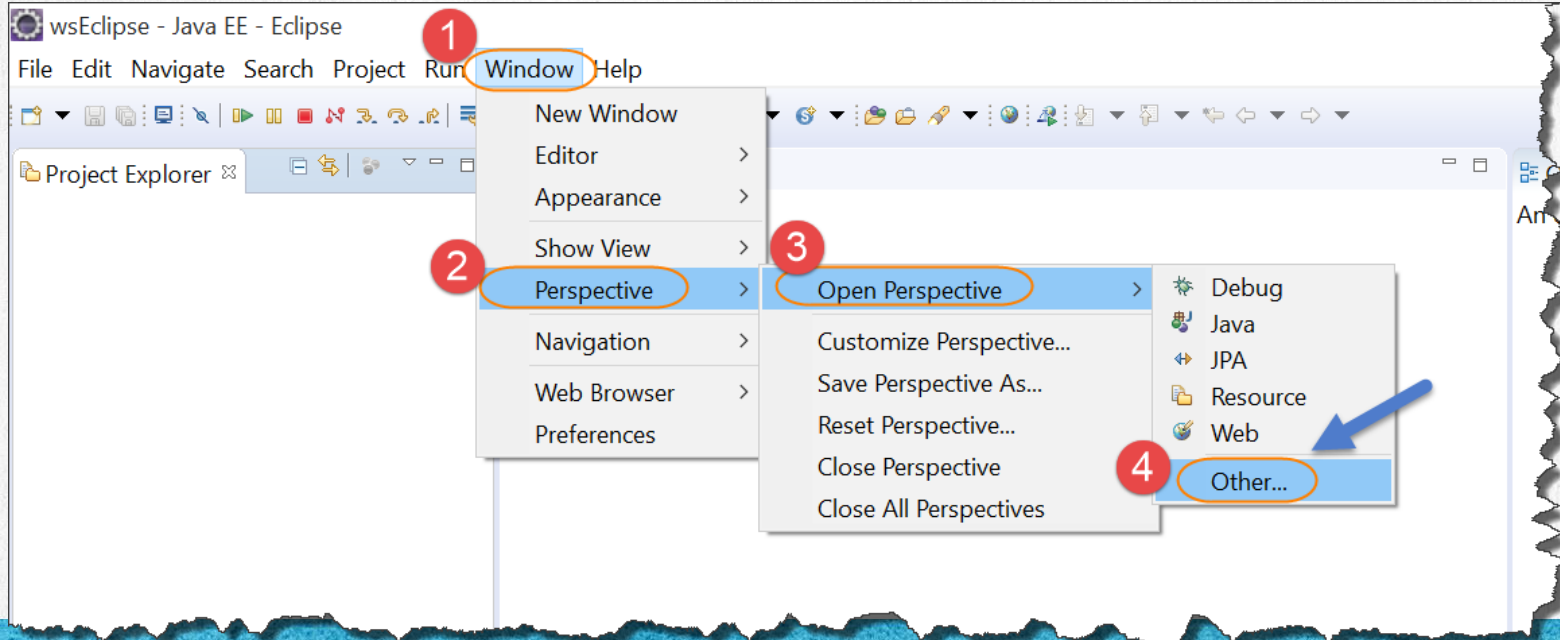 wsEclipse - Java EE - Eclipse
1
File Edit Navigate Search Project Run Window Help
New Window
Editor
Project Explorer
Appearance
An
Show View
2
3
Perspective
Open Perspective
Debug
Java
Navigation
Customize Perspective...
JPA
Web Browser
Save Perspective As...
Resource
Preferences
Reset Perspective...
Web
Close Perspective
4
Other...
Close All Perspectives